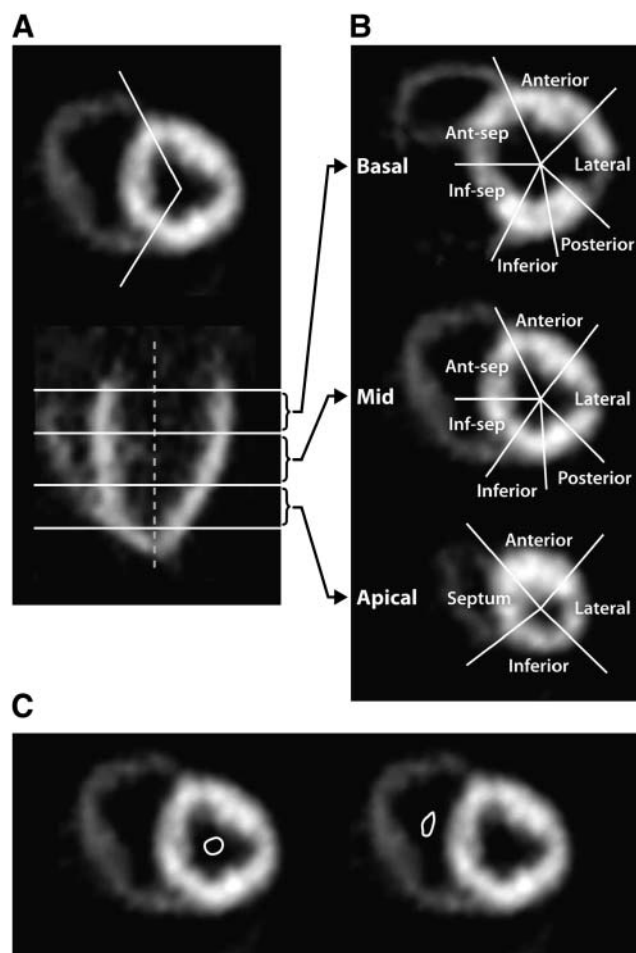 A
B
Basal
Anterior
Ant-sep
Lateral
Inf-sep
Posterior
Inferior
Mid
Anterior
Ant-sep
Lateral
Inf-sep
Posterior
Inferior
Apical
Anterior
Septum
Lateral
Inferior
C